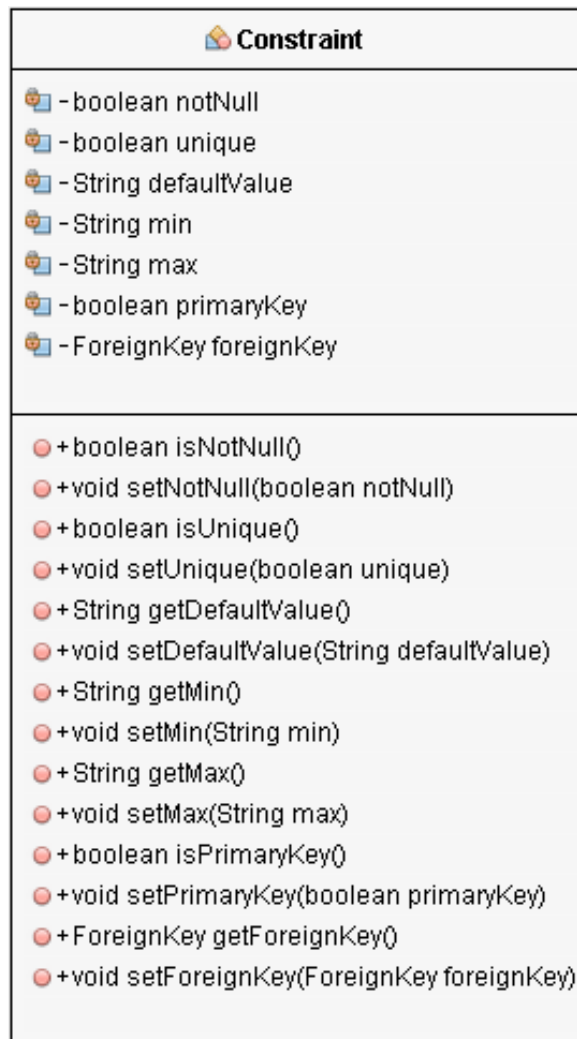 Constraint
-boolean notNull
-boolean unique
-String defaultValue
-String min
-String max
-boolean primaryKey
-ForeignKey foreignKey
+boolean isNotNull()
+void setNotNull(boolean notNull)
+boolean isUnique()
+void setUnique(boolean unique)
+String getDefaultValue()
+void setDefaultValue(String defaultValue)
+String getMin()
+void setMin(String min)
+String getMax()
+void setMax(String max)
+boolean isPrimaryKey()
+void setPrimaryKey(boolean primaryKey)
+ForeignKey getForeignKey()
+void setForeignKey(ForeignKey foreignKey)